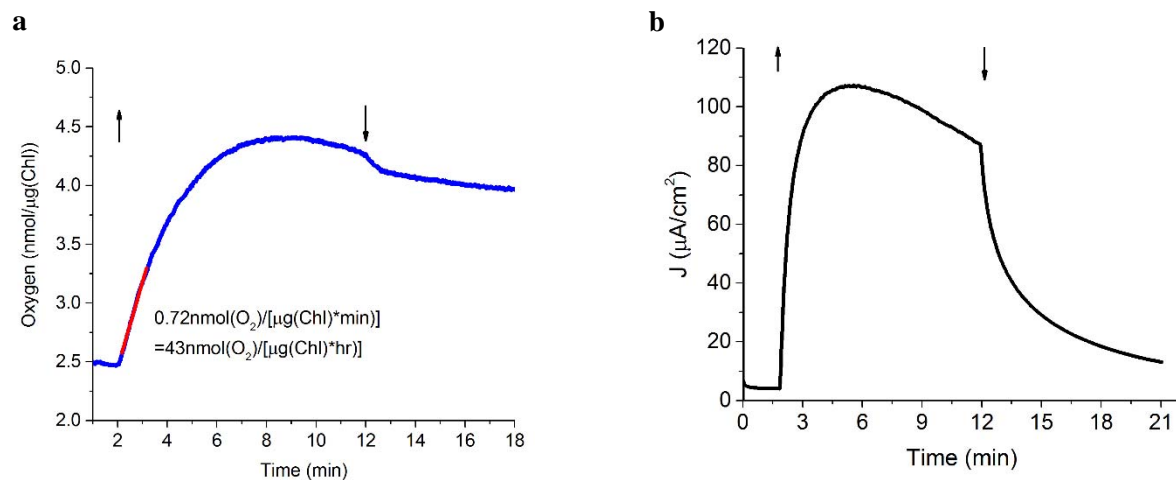 a
Oxygen (nmol/µg(Chl))
5.0
4.5
4.0
3.5
3.0
2.5
2.0
0.72nmol(O₂)/[µg(Chl)*min)]
=43nmol(O₂)/[µg(Chl)*hr)]
2 4 6 8 10 12 14 16 18
Time (min)
b
J (µA/cm²)
120
100
80
60
40
20
0
0 3 6 9 12 15 18 21
Time (min)